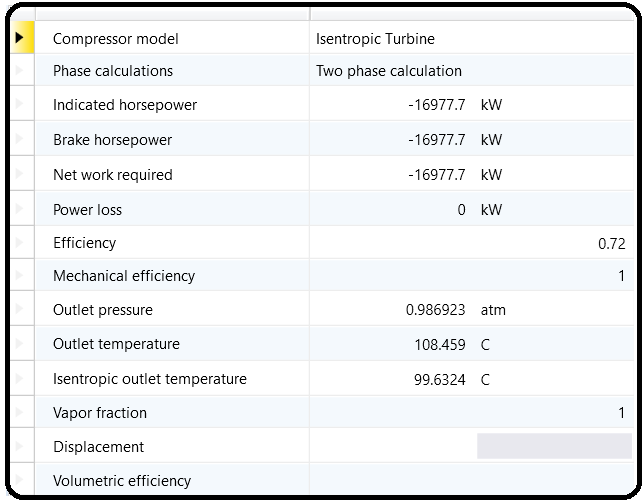 Compressor model Isentropic Turbine
Phase calculations Two phase calculation
Indicated horsepower -16977.7 kW
Brake horsepower -16977.7 kW
Net work required -16977.7 kW
Power loss 0 kW
Efficiency 0.72
Mechanical efficiency 1
Outlet pressure 0.986923 atm
Outlet temperature 108.459 C
Isentropic outlet temperature 99.6324 C
Vapor fraction 1
Displacement
Volumetric efficiency